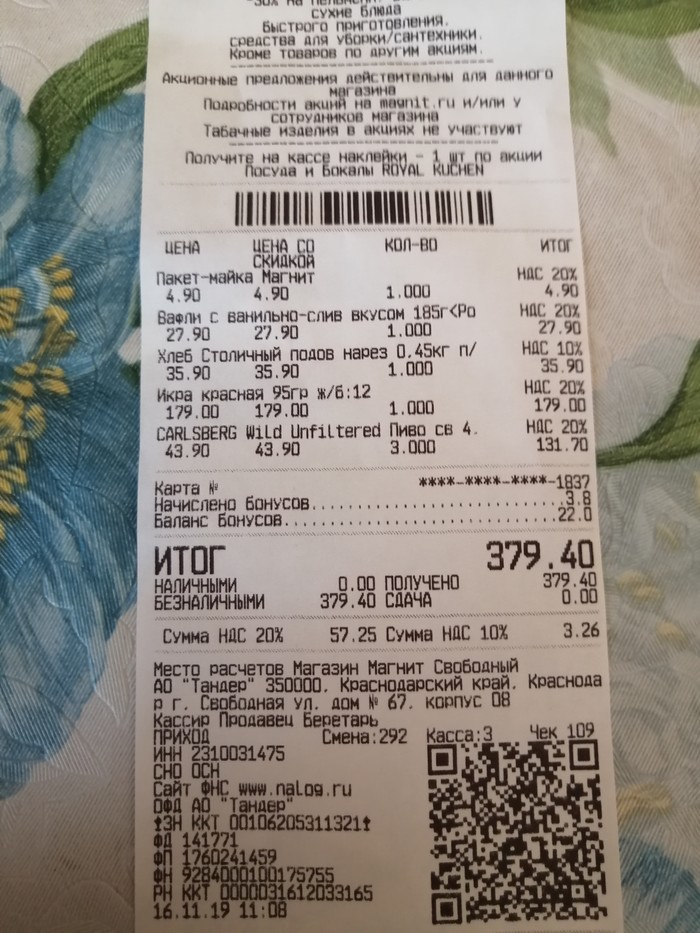 -30% на пельмени.
сухие блюда
быстрого приготовления.
средства для уборки/сантехники.
Кроме товаров по другим акциям.
Акционные предложения действительны для данного
магазина
Подробности акций на magnit.ru и/или у
сотрудников магазина
Табачные изделия в акциях не участвуют
Получите на кассе наклейки - 1 шт по акции
Посуда и Бокалы ROYAL KUCHEN
ЦЕНА ЦЕНА СО СКИДКОЙ КОЛ-ВО ИТОГ
Пакет-майка Магнит НДС 20%
4.90 4.90 1.000 4.90
Вафли с ванильно-слив вкусом 185г<Ро НДС 20%
27.90 27.90 1.000 27.90
Хлеб Столичный подов нарез 0.45кг п/ НДС 10%
35.90 35.90 1.000 35.90
Икра красная 95гр ж/б:12 НДС 20%
179.00 179.00 1.000 179.00
CARLSBERG Wild Unfiltered Пиво св 4. НДС 20%
43.90 43.90 3.000 131.70
Карта № ****-****-****-1837
Начислено бонусов..........3.8
Баланс бонусов..........22.0
ИТОГ 379.40
НАЛИЧНЫМИ 0.00 ПОЛУЧЕНО 379.40
БЕЗНАЛИЧНЫМИ 379.40 СДАЧА 0.00
Сумма НДС 20% 57.25 Сумма НДС 10% 3.26
Место расчетов Магазин Магнит Свободный
АО "Тандер" 350000, Краснодарский край, Краснода
р г, Свободная ул, дом № 67, корпус 08
Кассир Продавец Беретарь
ПРИХОД Смена:292 Касса:3 Чек 109
ИНН 2310031475
СНО ОСН
Сайт ФНС www.nalog.ru
ОФД АО "Тандер"
↑ЗН ККТ 00106205311321↑
ФД 141771
ФП 1760241459
ФН 9284000100175755
РН ККТ 0000031612033165
16.11.19 11:08